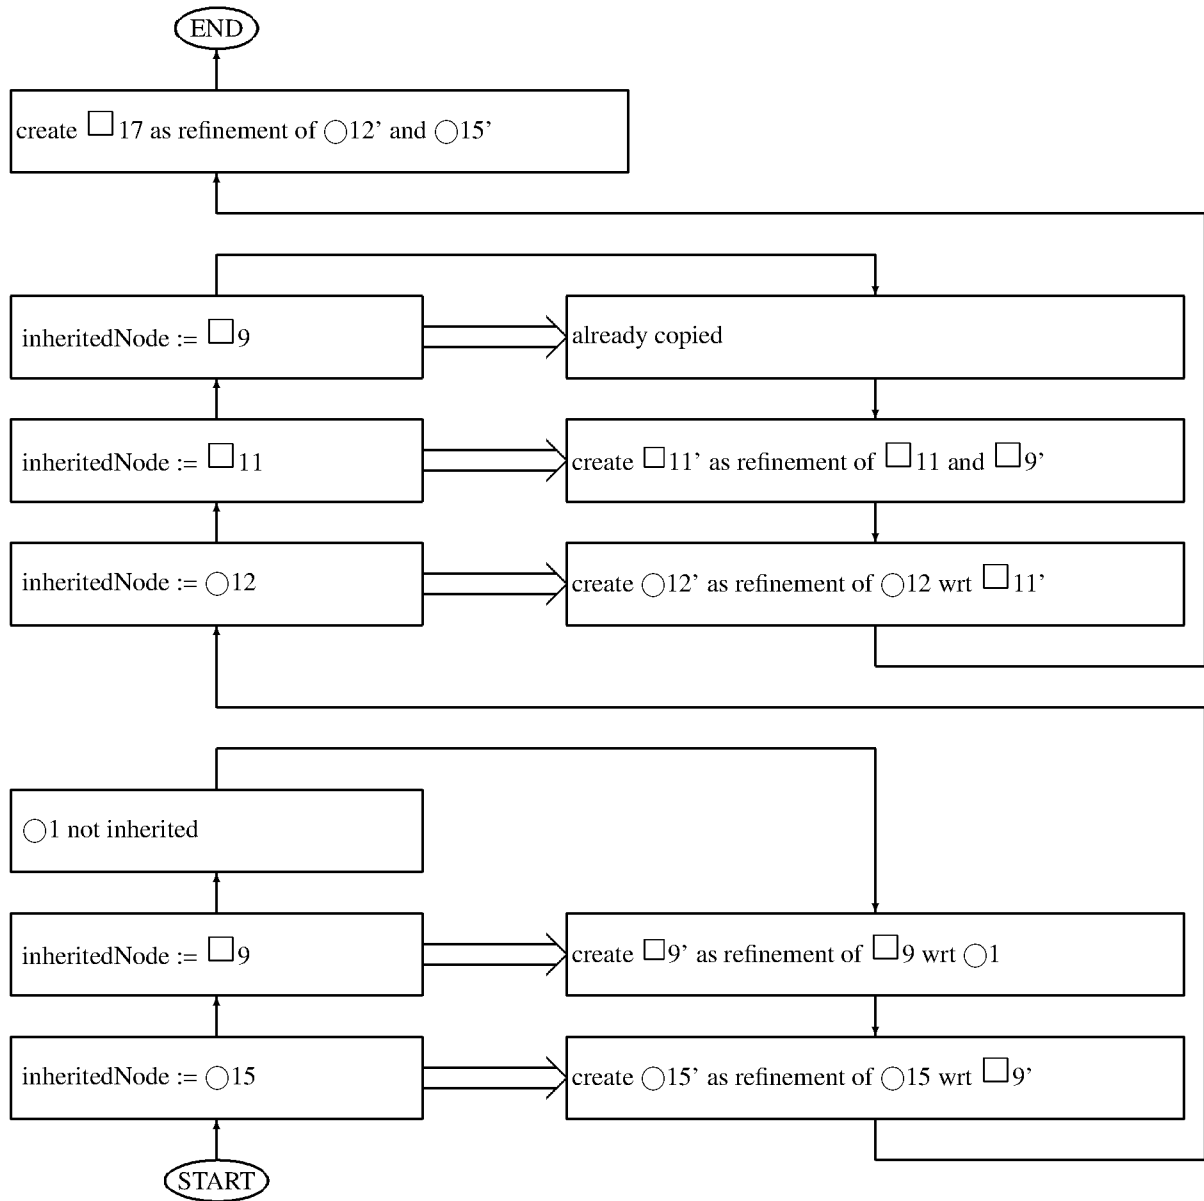 END
create □ 17 as refinement of ○12’ and ○15’
inheritedNode := □9
already copied
inheritedNode := □11
create □11’ as refinement of □11 and □9’
inheritedNode := ○12
create ○12’ as refinement of ○12 wrt □11’
○1 not inherited
inheritedNode := □9
create □9’ as refinement of □9 wrt ○1
inheritedNode := ○15
create ○15’ as refinement of ○15 wrt □9’
START